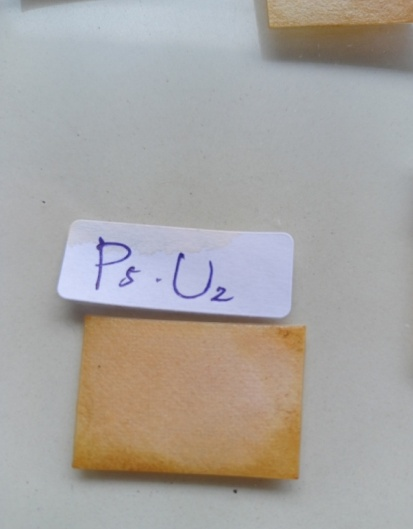 P₅ . U₂